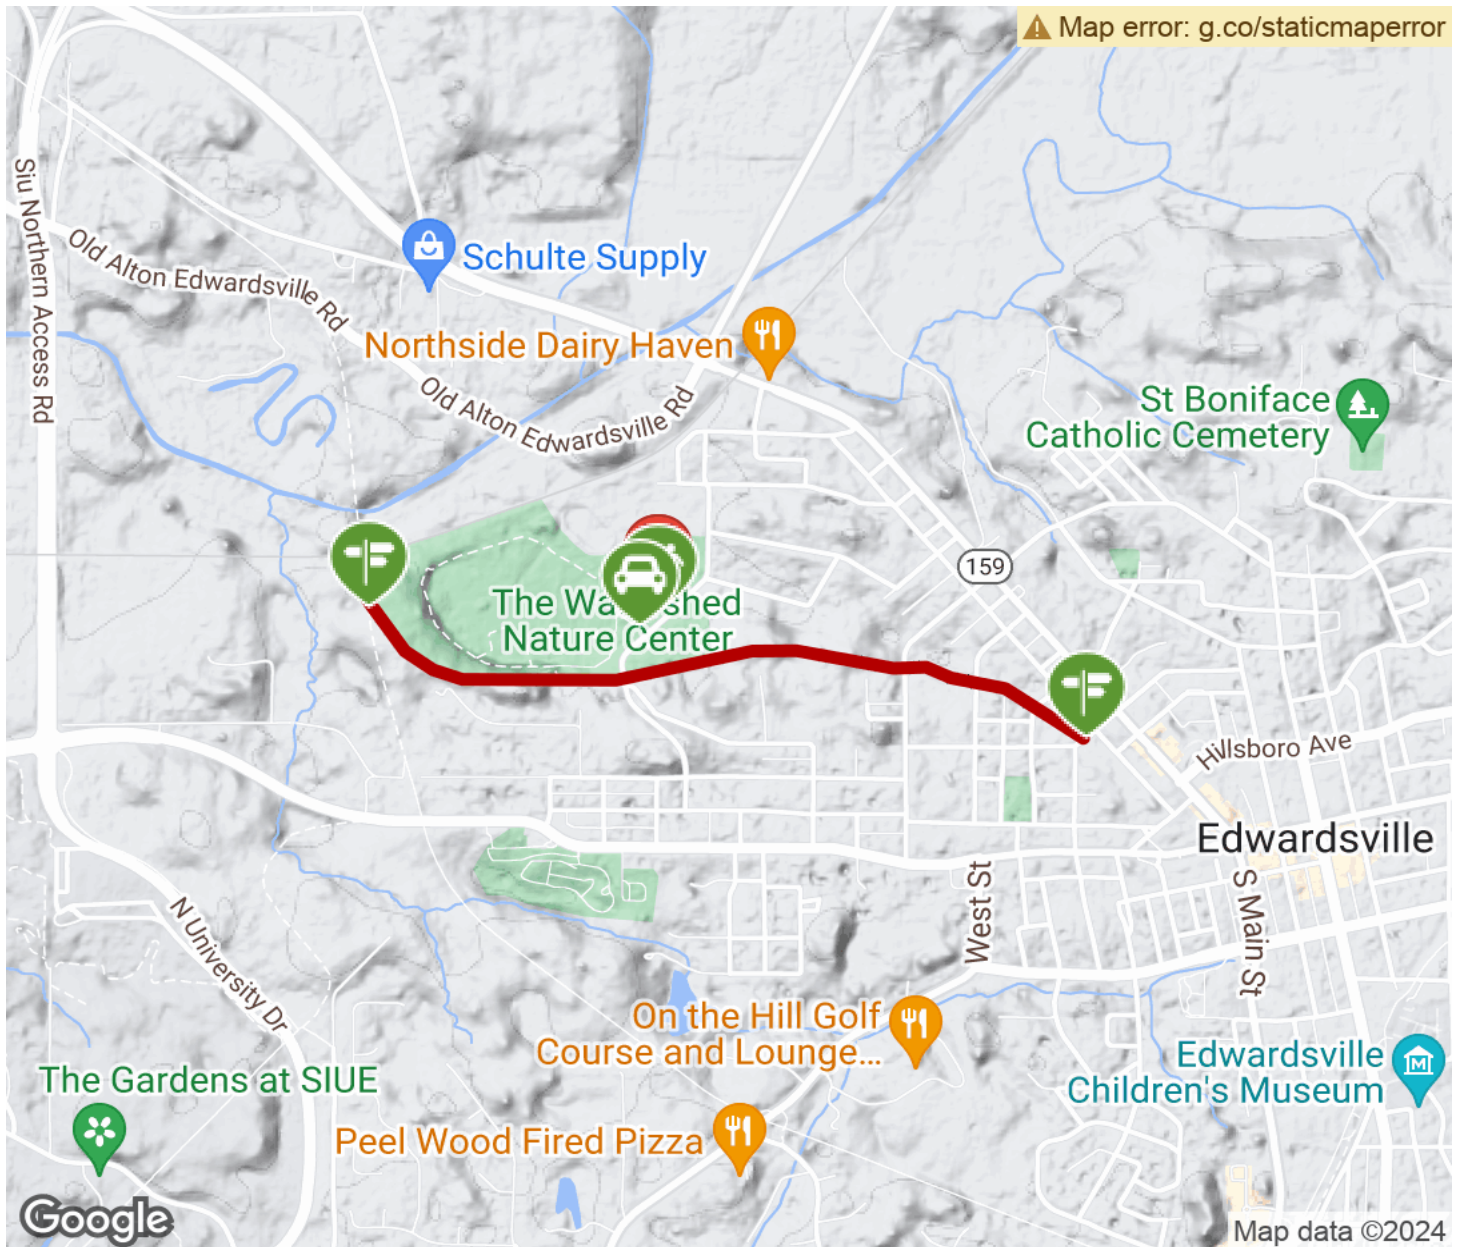 Map error: g.co/staticmaperror
Siu Northern Access Rd
Old Alton Edwardsville Rd
Schulte Supply
Northside Dairy Haven
Old Alton Edwardsville Rd
St Boniface
Catholic Cemetery
159
The Watershed
Nature Center
Hillsboro Ave
Edwardsville
West St
S Main St
N University Dr
On the Hill Golf
Course and Lounge...
Edwardsville
Children's Museum
The Gardens at SIUE
Peel Wood Fired Pizza
Google
Map data ©2024